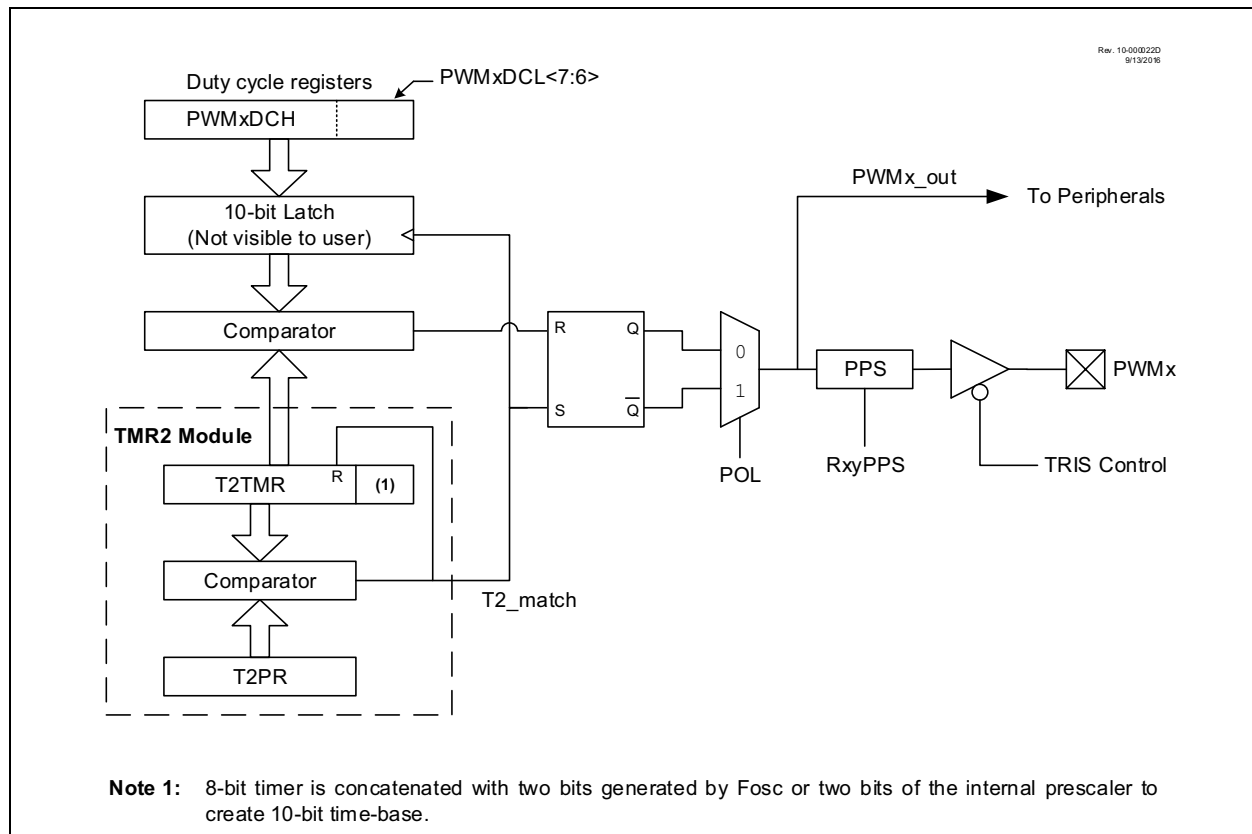 Rev. 10-000022D
9/13/2016
Duty cycle registers
PWMxDCL<7:6>
PWMxDCH
10-bit Latch
(Not visible to user)
Comparator
TMR2 Module
T2TMR
R
(1)
Comparator
T2PR
T2_match
R
Q
S
Q̅
0
1
POL
PWMx_out
To Peripherals
PPS
RxyPPS
PWMx
TRIS Control
Note 1: 8-bit timer is concatenated with two bits generated by Fosc or two bits of the internal prescaler to
create 10-bit time-base.